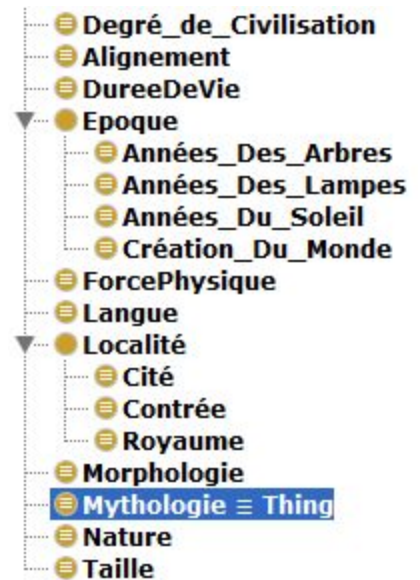 Degré_de_Civilisation
Alignement
DureeDeVie
Epoque
Années_Des_Arbres
Années_Des_Lampes
Années_Du_Soleil
Création_Du_Monde
ForcePhysique
Langue
Localité
Cité
Contrée
Royaume
Morphologie
Mythologie ≡ Thing
Nature
Taille